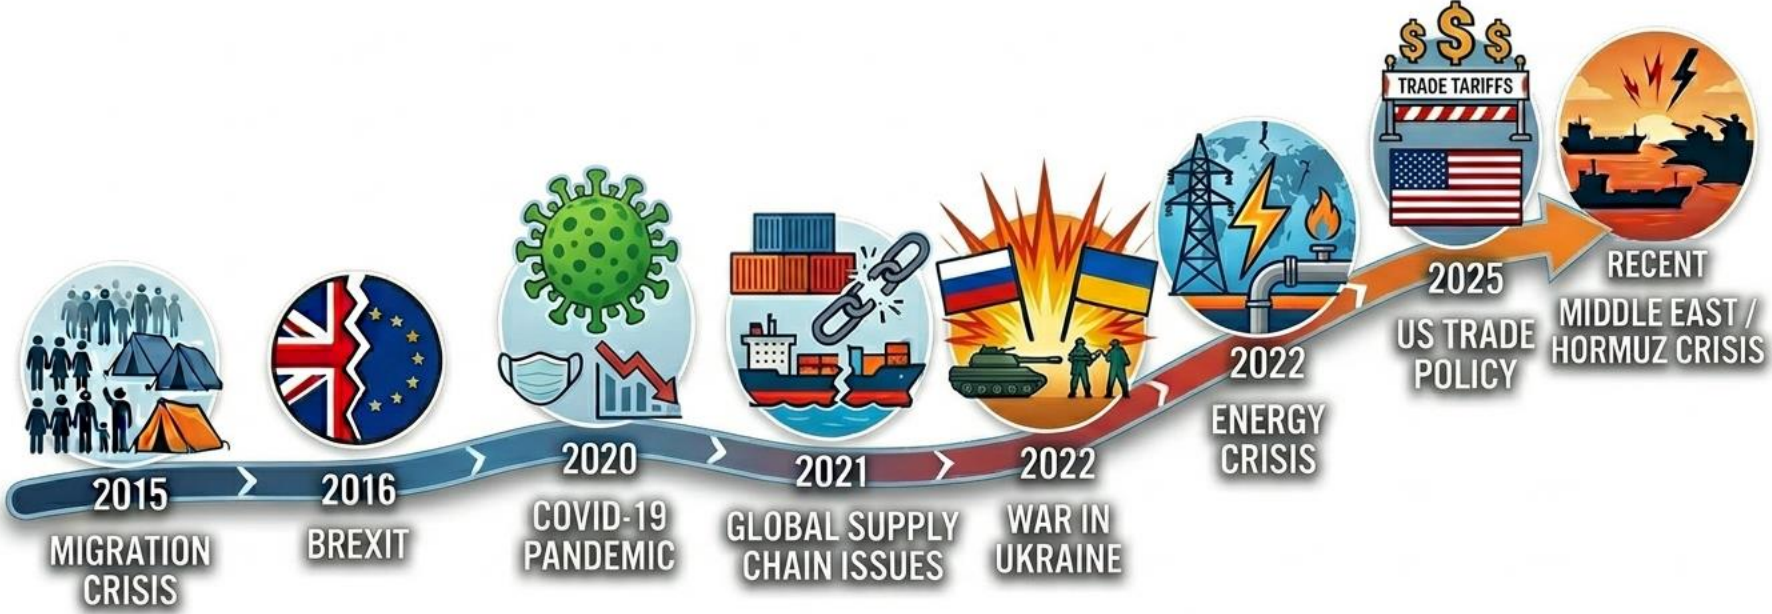 2015
MIGRATION
CRISIS
2016
BREXIT
2020
COVID-19
PANDEMIC
2021
GLOBAL SUPPLY
CHAIN ISSUES
2022
WAR IN
UKRAINE
2022
ENERGY
CRISIS
TRADE TARIFFS
2025
US TRADE
POLICY
RECENT
MIDDLE EAST /
HORMUZ CRISIS